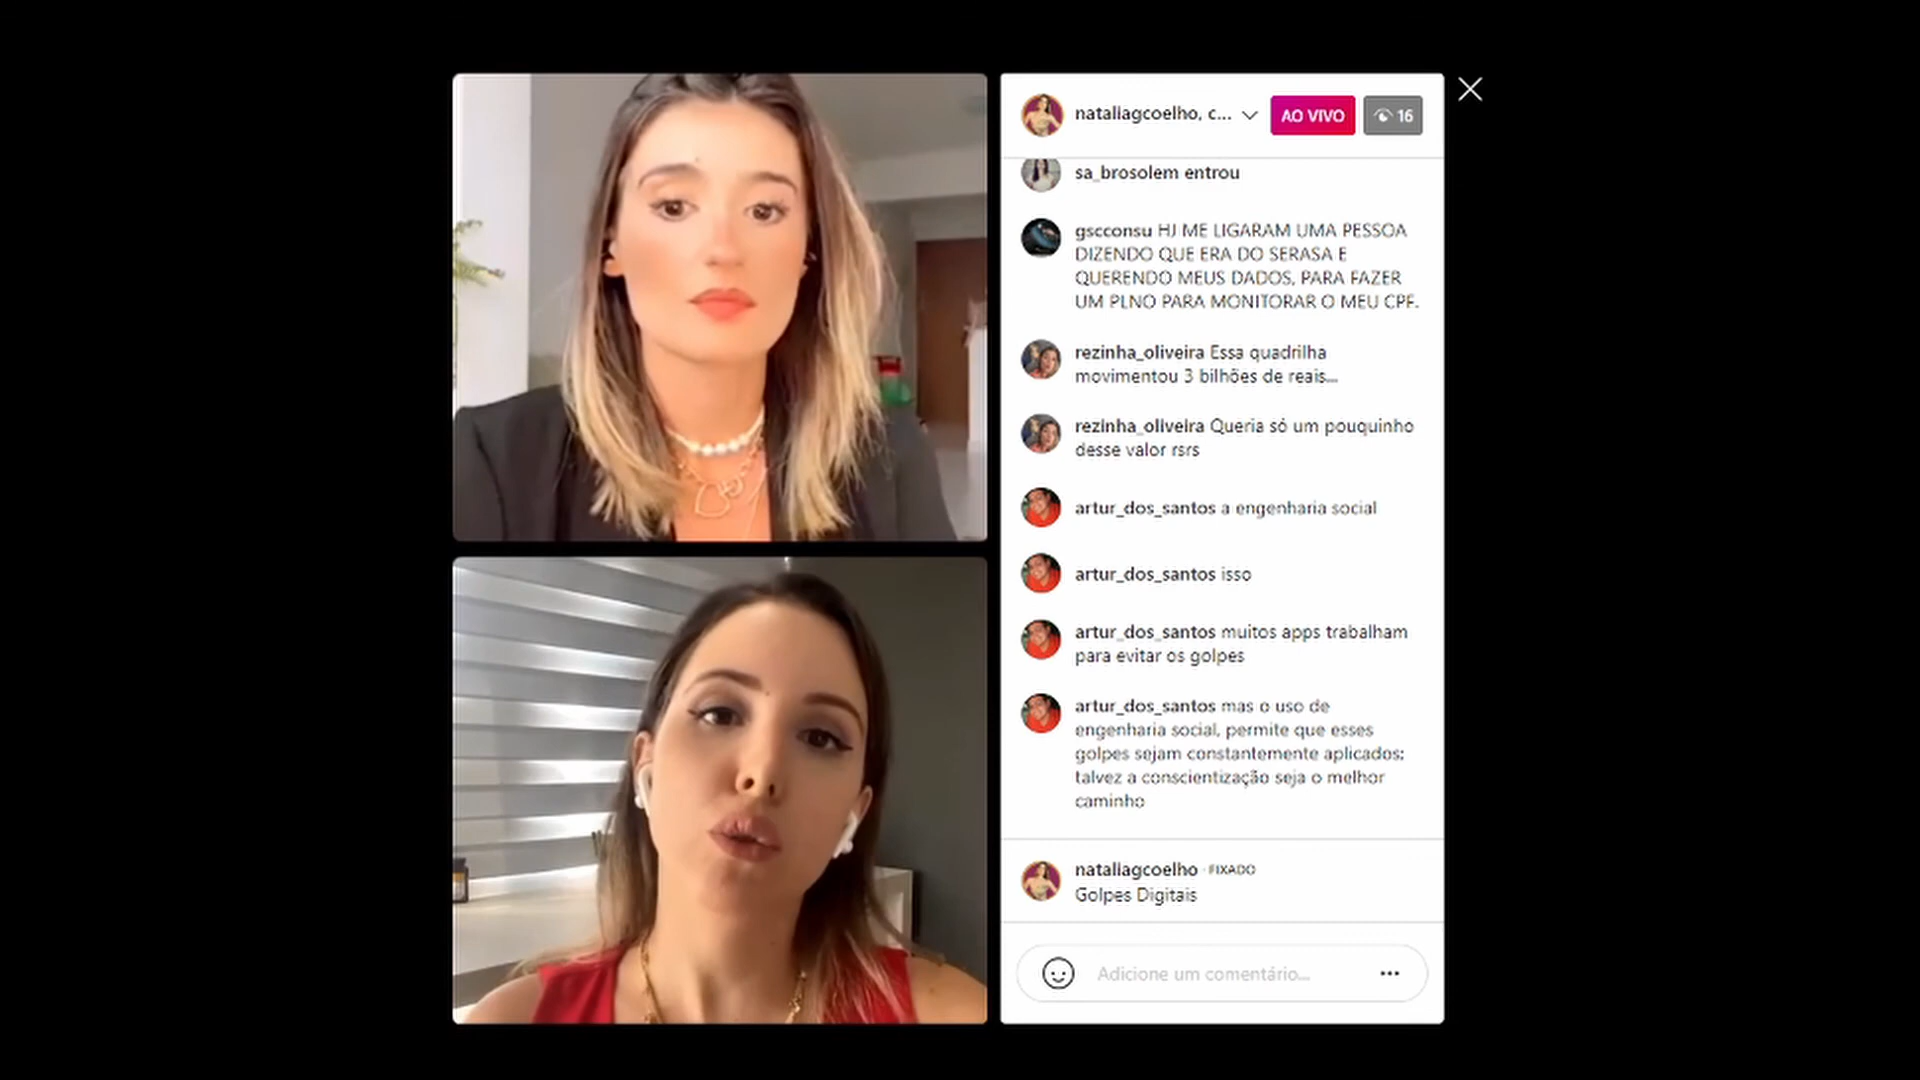 nataliagcoelho, c...
AO VIVO
16
sa_brosolem entrou
gscconsu HJ ME LIGARAM UMA PESSOA
DIZENDO QUE ERA DO SERASA E
QUERENDO MEUS DADOS, PARA FAZER
UM PLNO PARA MONITORAR O MEU CPF.
rezinha_oliveira Essa quadrilha
movimentou 3 bilhões de reais...
rezinha_oliveira Queria só um pouquinho
desse valor rsrs
artur_dos_santos a engenharia social
artur_dos_santos isso
artur_dos_santos muitos apps trabalham
para evitar os golpes
artur_dos_santos mas o uso de
engenharia social, permite que esses
golpes sejam constantemente aplicados;
talvez a conscientização seja o melhor
caminho
nataliagcoelho · FIXADO
Golpes Digitais
Adicione um comentário...